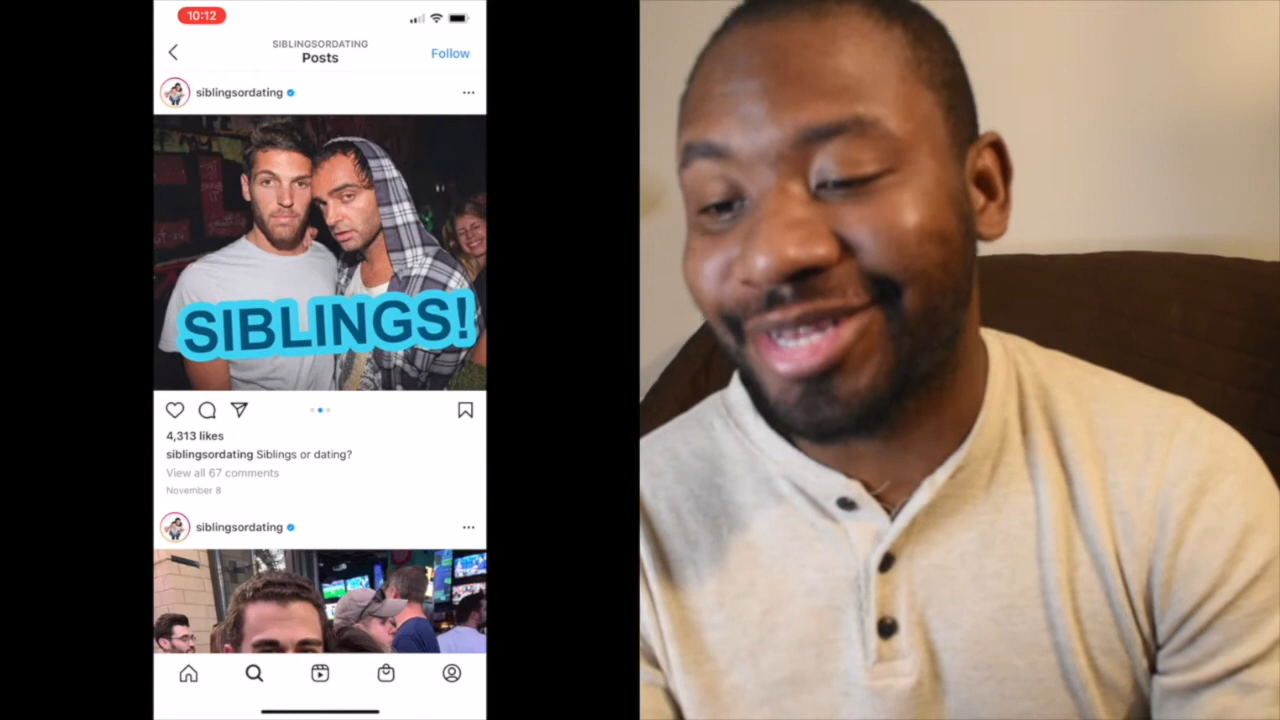 10:12
SIBLINGSORDATING
Posts
Follow
siblingsordating
SIBLINGS!
4,313 likes
siblingsordating Siblings or dating?
View all 67 comments
November 8
siblingsordating